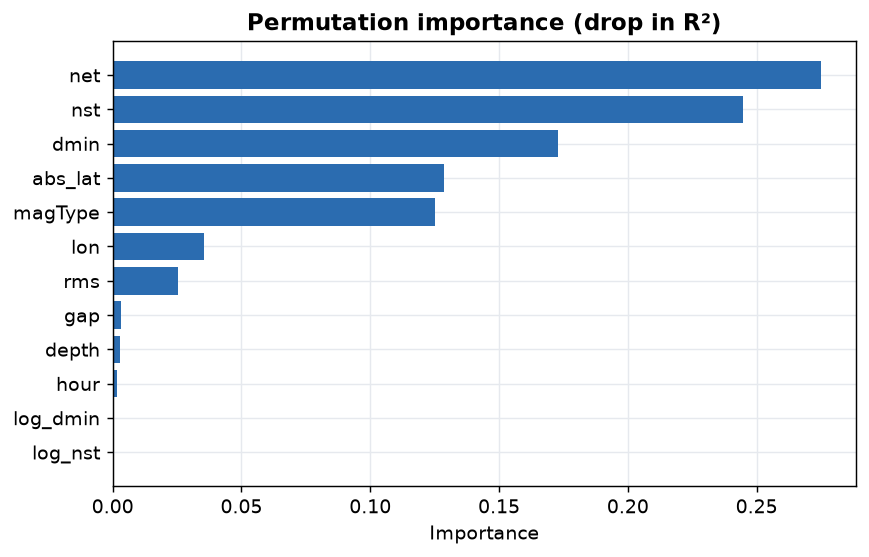 Permutation importance (drop in R²)
net
nst
dmin
abs_lat
magType
lon
rms
gap
depth
hour
log_dmin
log_nst
0.00 0.05 0.10 0.15 0.20 0.25
Importance